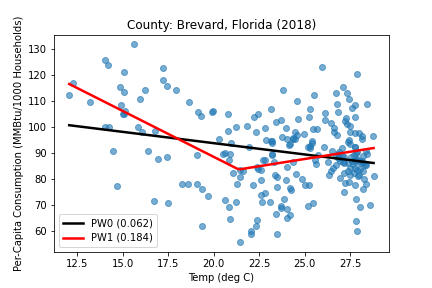 County: Brevard, Florida (2018)
Per-Capita Consumption (MMBtu/1000 Households)
130
120
110
100
90
80
70
60
PW0 (0.062)
PW1 (0.184)
12.5 15.0 17.5 20.0 22.5 25.0 27.5
Temp (deg C)